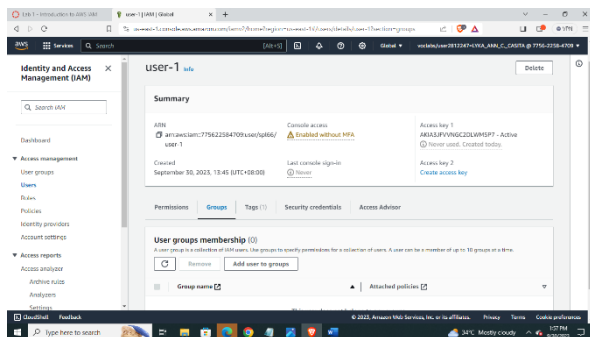 user-1 | IAM | Global
aws
Services
Search
[Alt+S]
Global
Identity and Access Management (IAM)
Search IAM
Dashboard
Access management
User groups
Users
Roles
Policies
Identity providers
Account settings
Access reports
Access analyzer
Archive rules
Analyzers
Settings
user-1
Info
Delete
Summary
ARN
user-1
Console access
Enabled without MFA
Access key 1
Never used. Created today.
Created
September 30, 2023, 13:45 (UTC+08:00)
Last console sign-in
Never
Access key 2
Create access key
Permissions
Groups
Tags (1)
Security credentials
Access Advisor
User groups membership (0)
A user group is a collection of IAM users. Use groups to specify permissions for a collection of users. A user can be a member of up to 10 groups at a time.
Remove
Add user to groups
Group name
Attached policies
CloudShell
Feedback
© 2023, Amazon Web Services, Inc. or its affiliates.
Privacy
Terms
Cookie preferences
Type here to search
34°C Mostly cloudy
1:57 PM